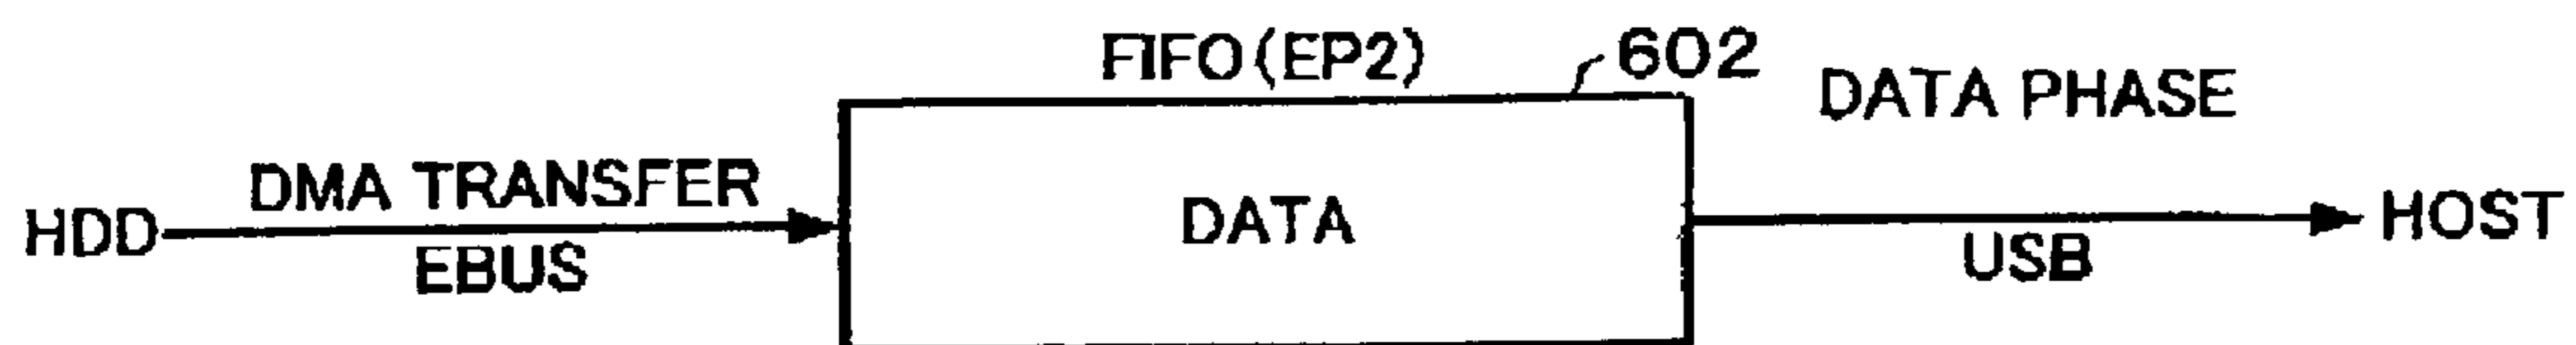 FIFO(EP2)
602
DATA PHASE
DMA TRANSFER
HDD
DATA
HOST
EBUS
USB